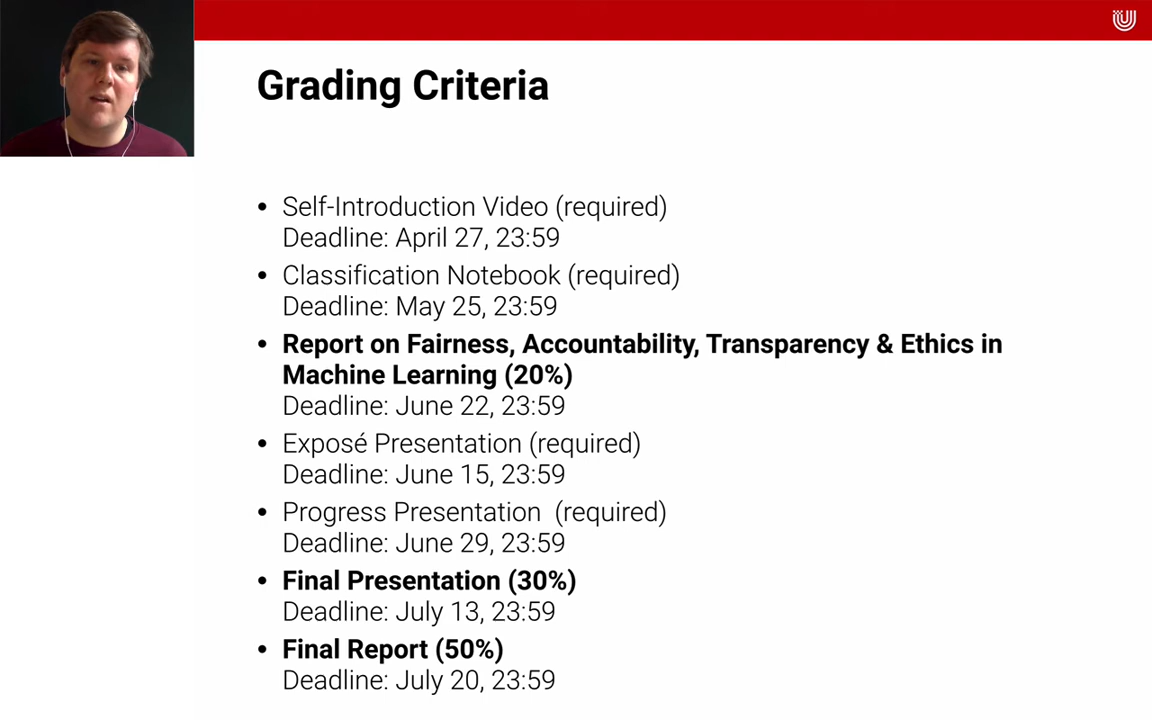 Grading Criteria
• Self-Introduction Video (required)
Deadline: April 27, 23:59
• Classification Notebook (required)
Deadline: May 25, 23:59
• Report on Fairness, Accountability, Transparency & Ethics in
Machine Learning (20%)
Deadline: June 22, 23:59
• Exposé Presentation (required)
Deadline: June 15, 23:59
• Progress Presentation  (required)
Deadline: June 29, 23:59
• Final Presentation (30%)
Deadline: July 13, 23:59
• Final Report (50%)
Deadline: July 20, 23:59